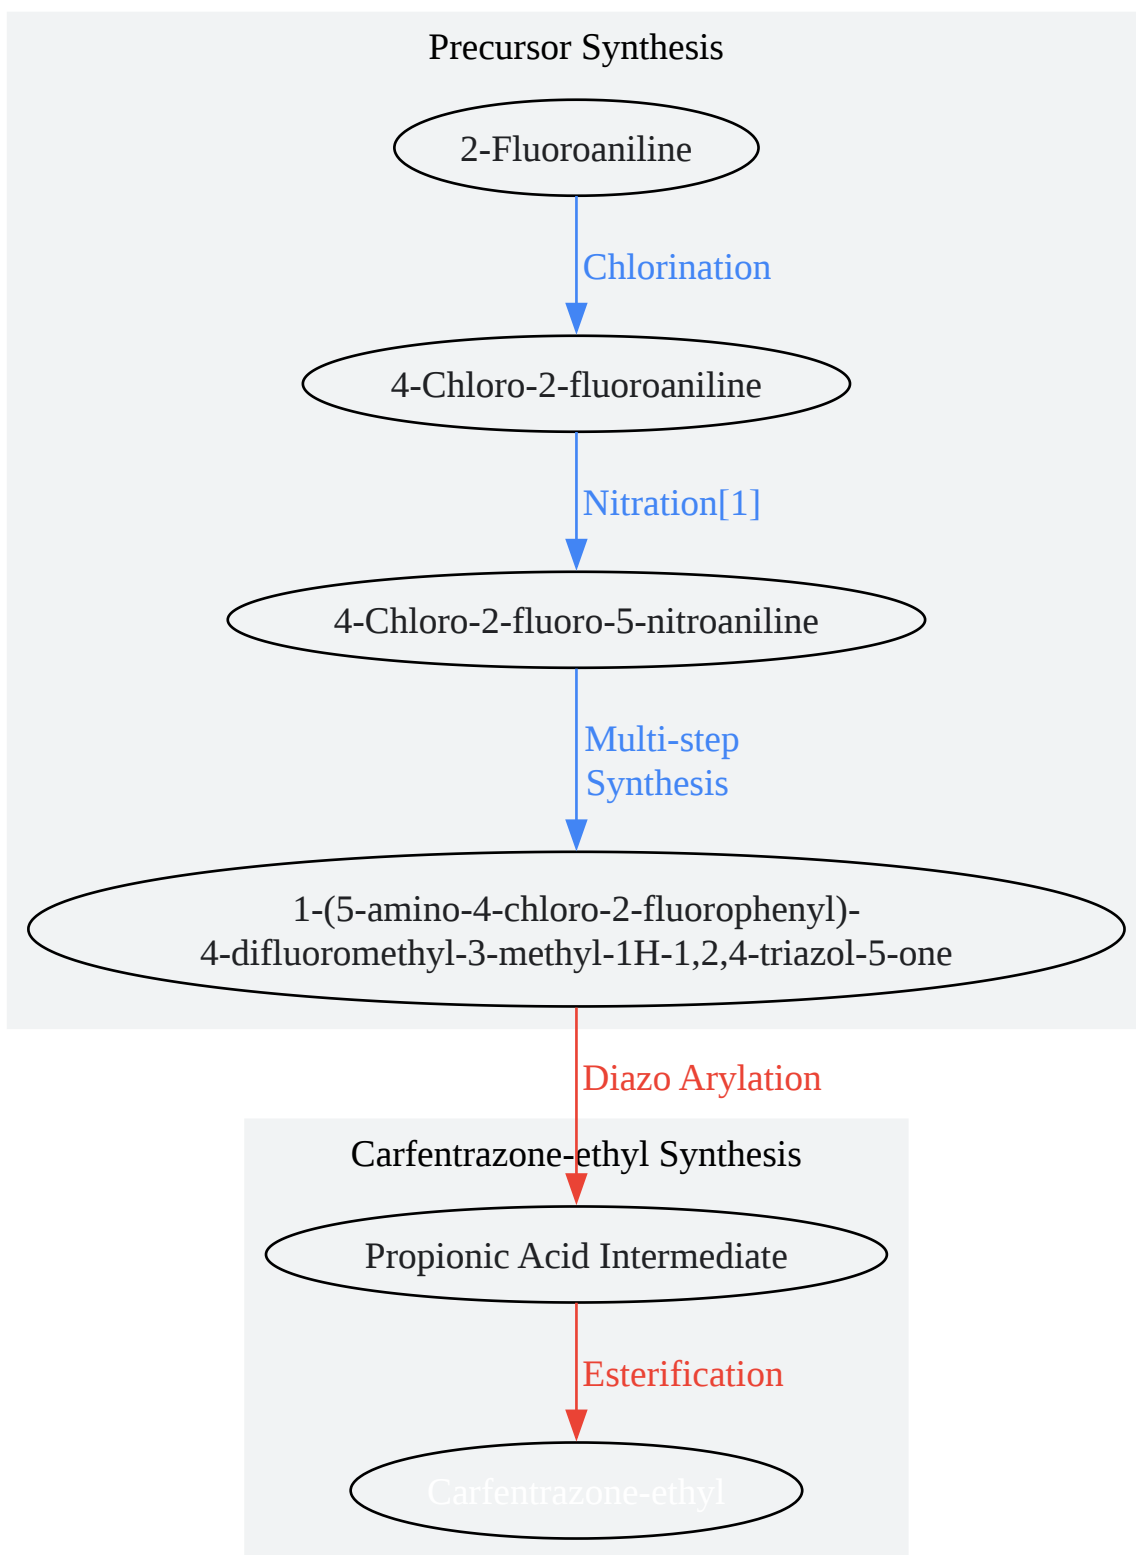 Precursor Synthesis
2-Fluoroaniline
Chlorination
4-Chloro-2-fluoroaniline
Nitration[1]
4-Chloro-2-fluoro-5-nitroaniline
Multi-step
Synthesis
1-(5-amino-4-chloro-2-fluorophenyl)-
4-difluoromethyl-3-methyl-1H-1,2,4-triazol-5-one
Diazo Arylation
Carfentrazone-ethyl Synthesis
Propionic Acid Intermediate
Esterification
Carfentrazone-ethyl